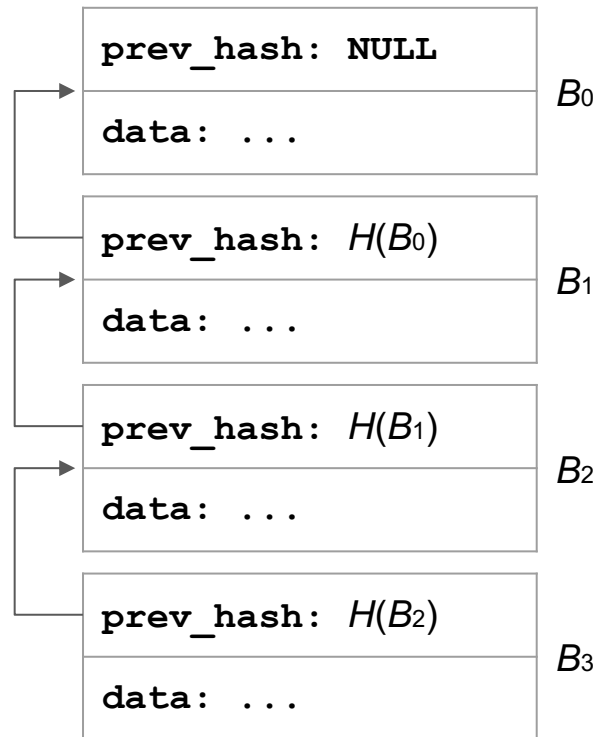 prev_hash: NULL
B0
data: ...
prev_hash: H(B0)
B1
data: ...
prev_hash: H(B1)
B2
data: ...
prev_hash: H(B2)
B3
data: ...